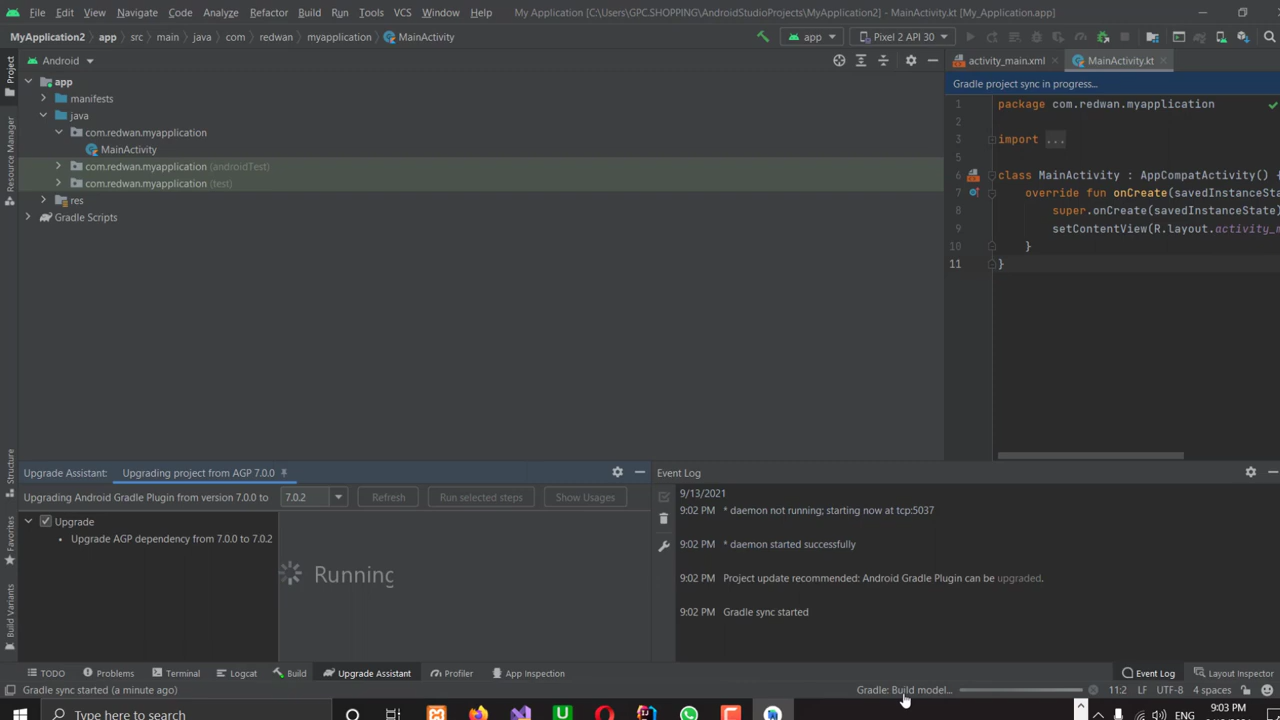 File Edit View Navigate Code Analyze Refactor Build Run Tools VCS Window Help My Application [C:\Users\GPC.SHOPPING\AndroidStudioProjects\MyApplication2] - MainActivity.kt [My_Application.app]
MyApplication2 app src main java com redwan myapplication MainActivity app Pixel 2 API 30
Project
Resource Manager
Structure
Favorites
Build Variants
Android
app
manifests
java
com.redwan.myapplication
MainActivity
com.redwan.myapplication (androidTest)
com.redwan.myapplication (test)
res
Gradle Scripts
activity_main.xml MainActivity.kt
Gradle project sync in progress...
1 package com.redwan.myapplication
2
3 import ...
5
6 class MainActivity : AppCompatActivity() {
7 override fun onCreate(savedInstanceSta
8 super.onCreate(savedInstanceState)
9 setContentView(R.layout.activity_m
10 }
11 }
Upgrade Assistant: Upgrading project from AGP 7.0.0
Upgrading Android Gradle Plugin from version 7.0.0 to 7.0.2 Refresh Run selected steps Show Usages
Upgrade
Upgrade AGP dependency from 7.0.0 to 7.0.2
Running
Event Log
9/13/2021
9:02 PM * daemon not running; starting now at tcp:5037
9:02 PM * daemon started successfully
9:02 PM Project update recommended: Android Gradle Plugin can be upgraded.
9:02 PM Gradle sync started
TODO Problems Terminal Logcat Build Upgrade Assistant Profiler App Inspection Event Log Layout Inspector
Gradle sync started (a minute ago) Gradle: Build model... 11:2 LF UTF-8 4 spaces
Type here to search ENG 9:03 PM